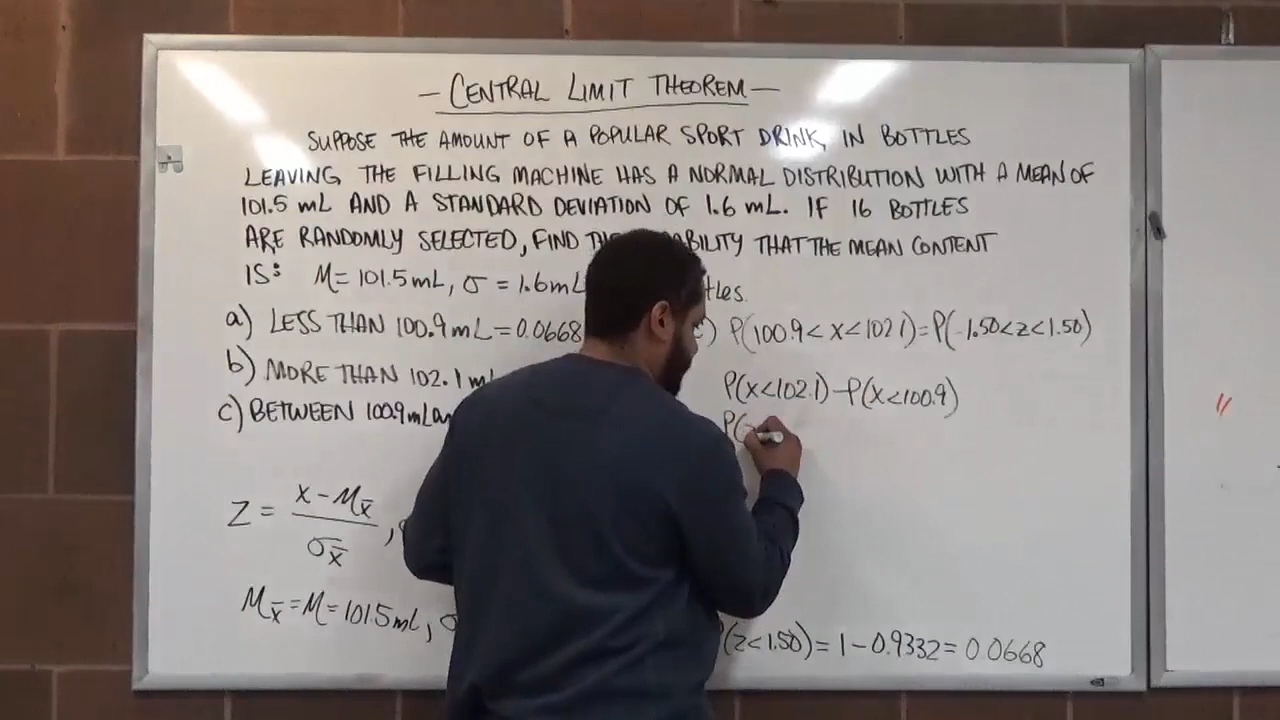 — CENTRAL LIMIT THEOREM —
SUPPOSE THE AMOUNT OF A POPULAR SPORT DRINK, IN BOTTLES
LEAVING THE FILLING MACHINE HAS A NORMAL DISTRIBUTION WITH A MEAN OF
101.5 mL AND A STANDARD DEVIATION OF 1.6 mL. IF 16 BOTTLES
ARE RANDOMLY SELECTED, FIND THE THAT THE MEAN CONTENT
IS: M = 101.5 mL, σ = 1.6 mL
a) LESS THAN 100.9 mL = 0.0668
b) MORE THAN 102.1 mL
c) BETWEEN 100.9 mL
P(100.9 < x < 102.1) = P(-1.50 < z < 1.50)
P(x < 102.1) - P(x < 100.9)
P(
Z = (x - M_x̄) / σ_x̄ ,
M_x̄ = M = 101.5 mL, σ
(z < 1.50) = 1 - 0.9332 = 0.0668